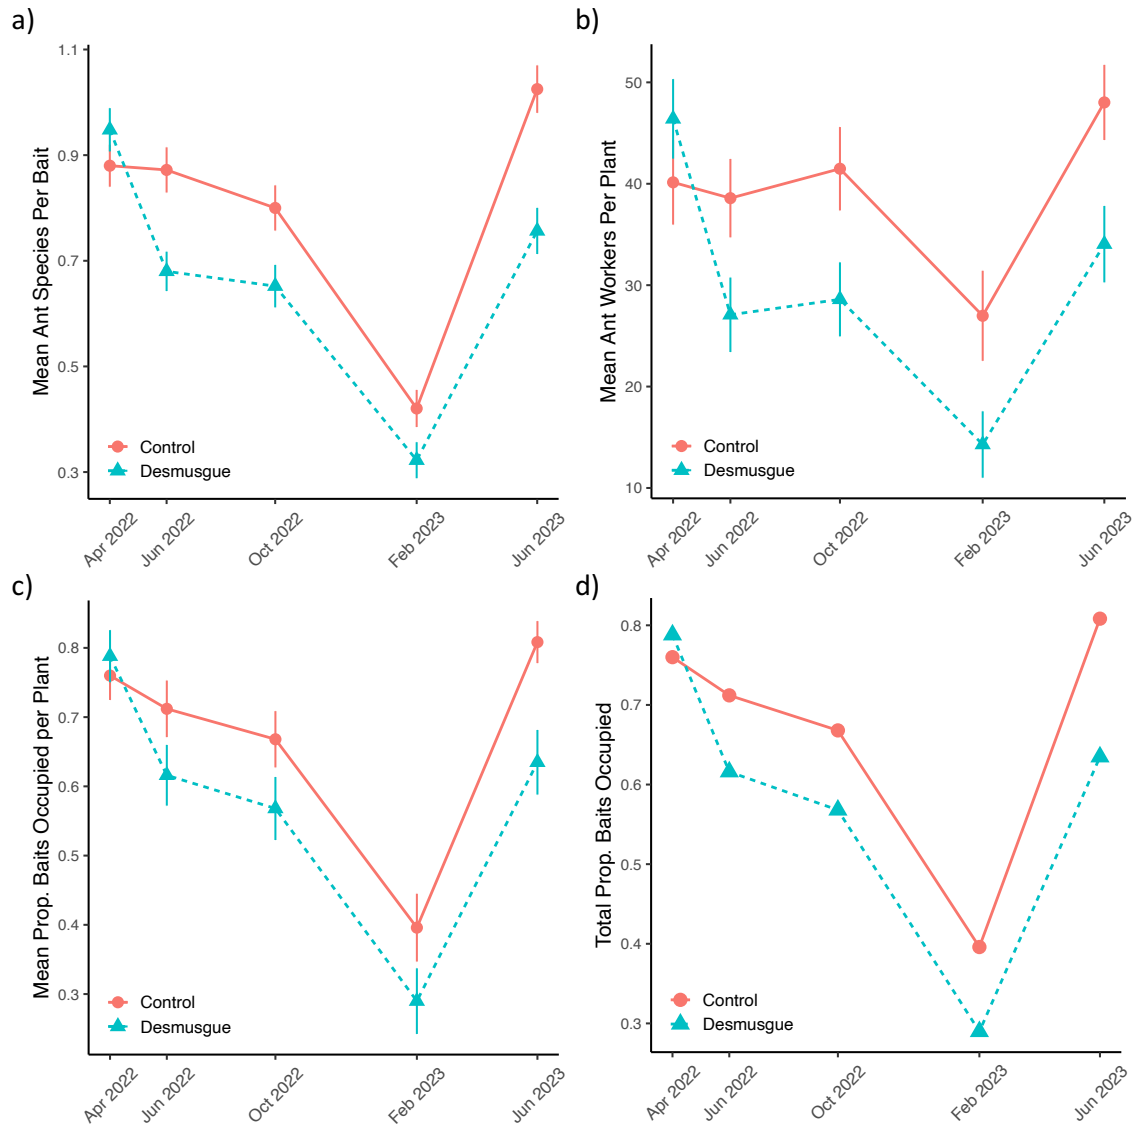 a)
Mean Ant Species Per Bait
1.1
0.9
0.7
0.5
0.3
Control
Desmusgue
Apr 2022
Jun 2022
Oct 2022
Feb 2023
Jun 2023
b)
Mean Ant Workers Per Plant
50
40
30
20
10
Control
Desmusgue
Apr 2022
Jun 2022
Oct 2022
Feb 2023
Jun 2023
c)
Mean Prop. Baits Occupied per Plant
0.8
0.7
0.6
0.5
0.4
0.3
Control
Desmusgue
Apr 2022
Jun 2022
Oct 2022
Feb 2023
Jun 2023
d)
Total Prop. Baits Occupied
0.8
0.7
0.6
0.5
0.4
0.3
Control
Desmusgue
Apr 2022
Jun 2022
Oct 2022
Feb 2023
Jun 2023